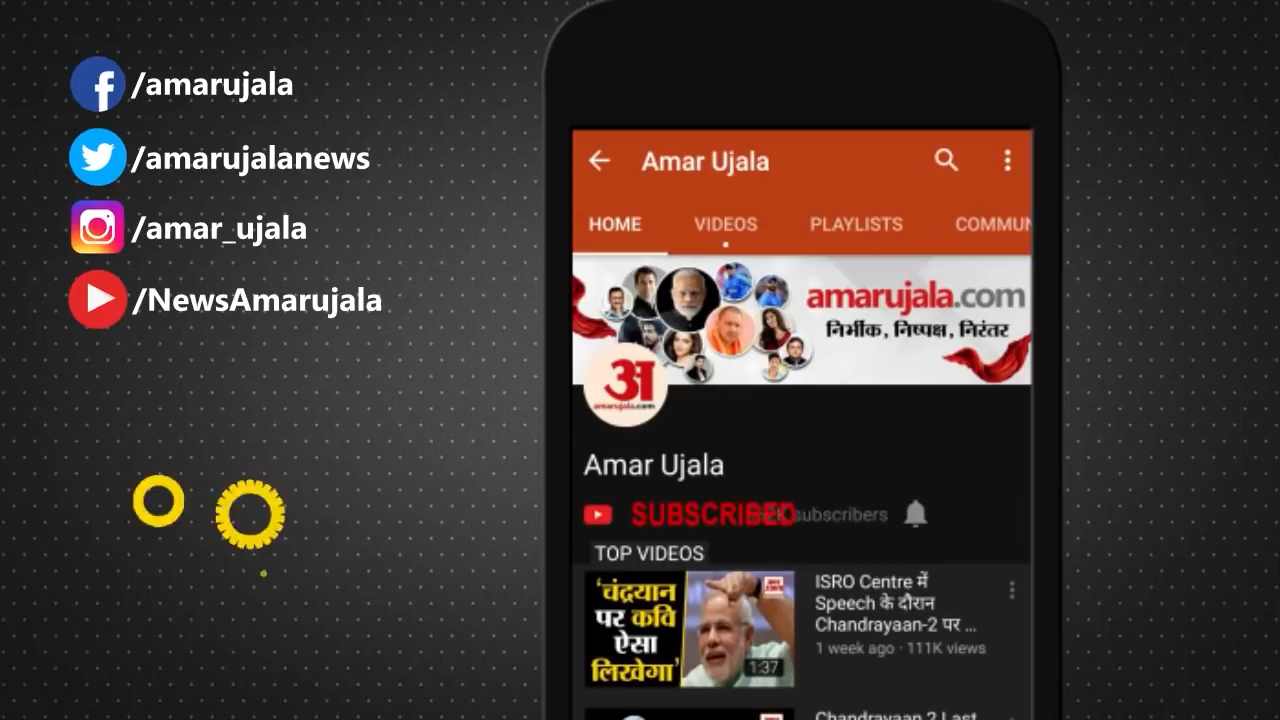 /amarujala
/amarujalanews
/amar_ujala
/NewsAmarujala
Amar Ujala
HOME VIDEOS PLAYLISTS COMMUN
amarujala.com
निर्भीक, निष्पक्ष, निरंतर
अ
amarujala.com
Amar Ujala
SUBSCRIBED subscribers
TOP VIDEOS
'चंद्रयान
पर कवि
ऐसा
लिखेगा'
1:37
ISRO Centre में
Speech के दौरान
Chandrayaan-2 पर ...
1 week ago · 111K views
Chandrayaan 2 Last